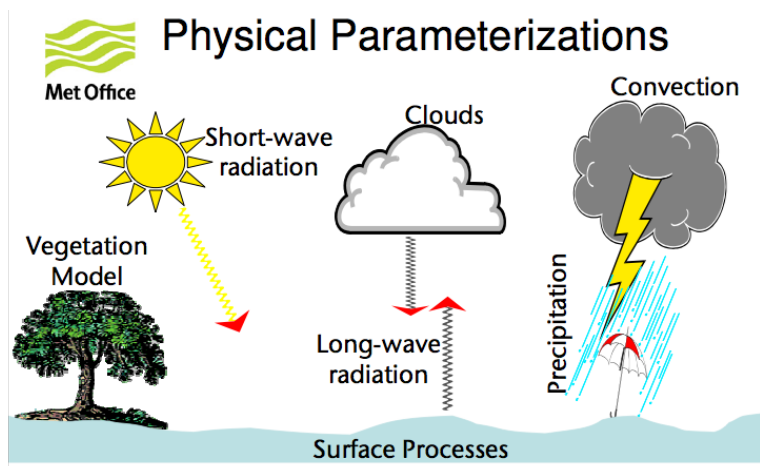 Physical Parameterizations
Met Office
Convection
Short-wave
radiation
Clouds
Vegetation
Model
Precipitation
Long-wave
radiation
Surface Processes